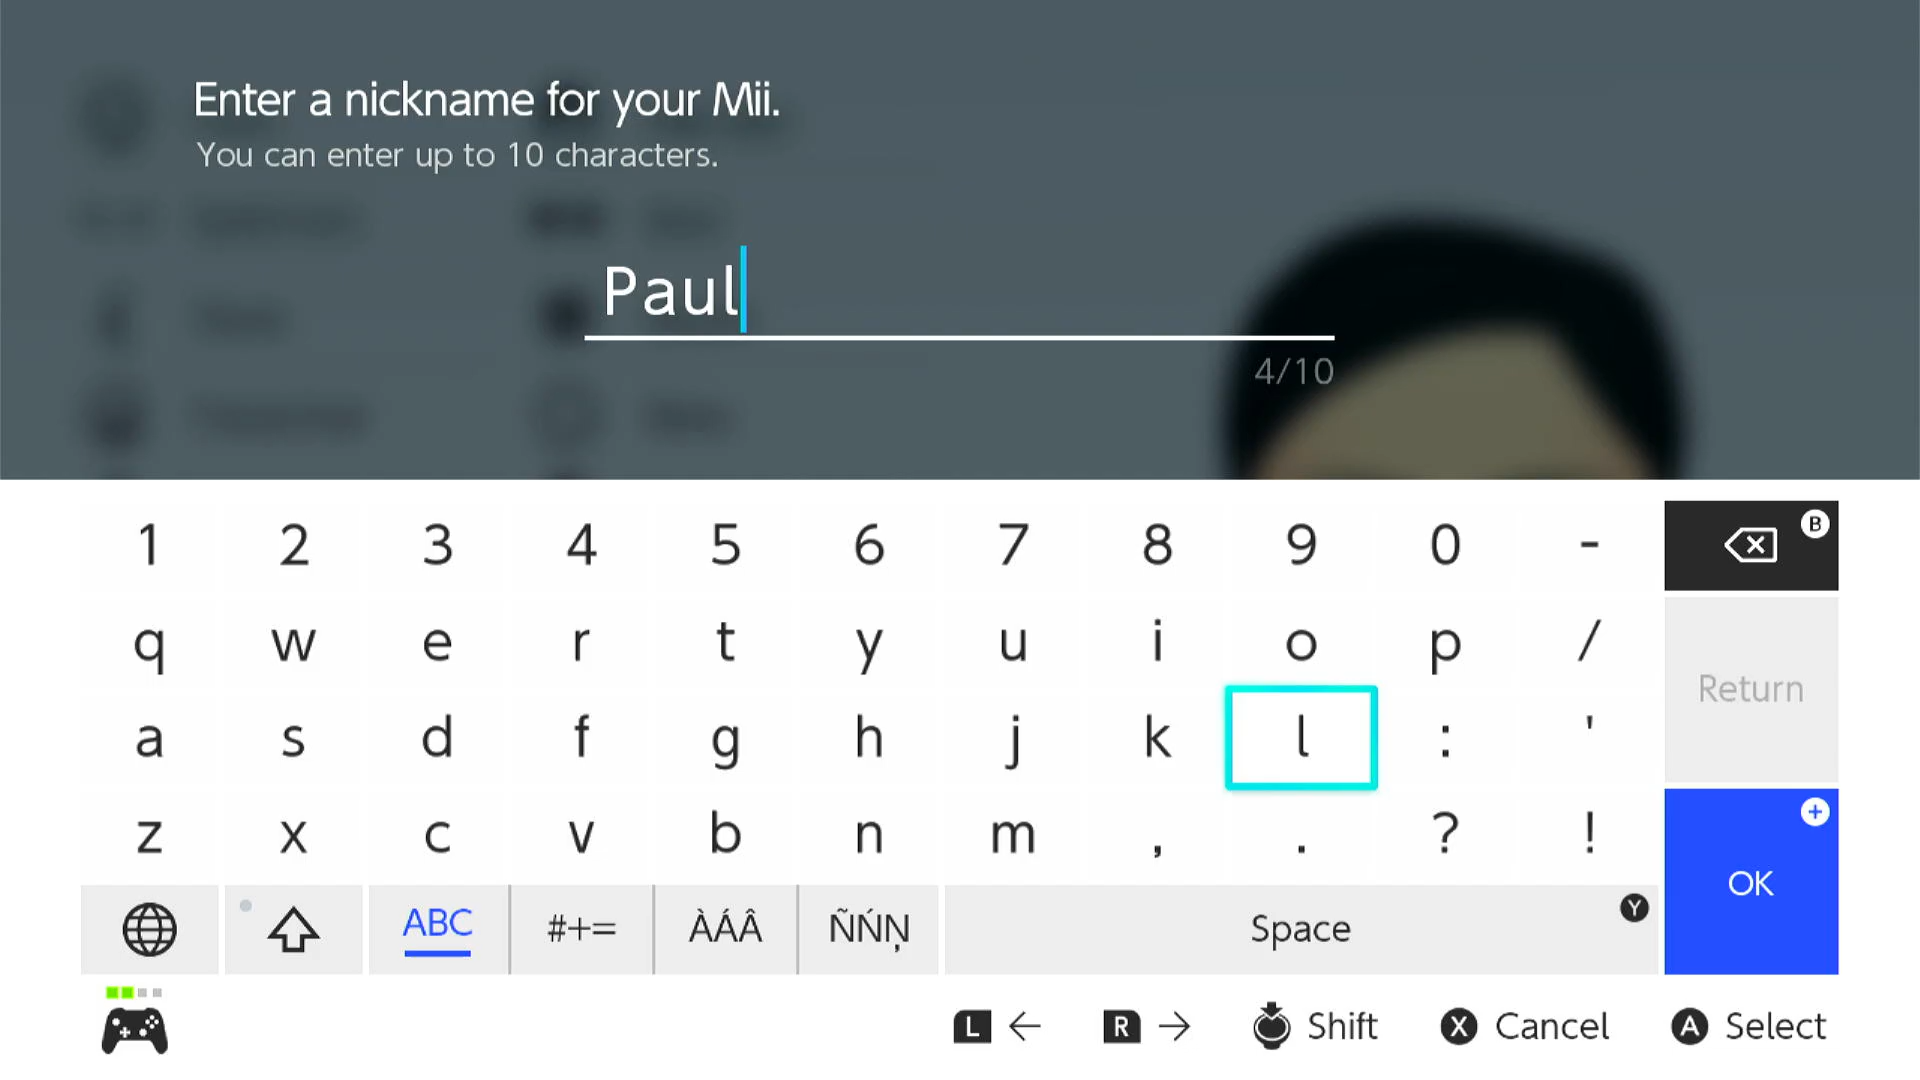 Enter a nickname for your Mii.
You can enter up to 10 characters.
Paul
4/10
1 2 3 4 5 6 7 8 9 0 - B
q w e r t y u i o p / Return
a s d f g h j k l : '
z x c v b n m , . ? ! + OK
ABC #+= ÀÁÂ ÑŃŅ Space Y
L ← R → Shift X Cancel A Select